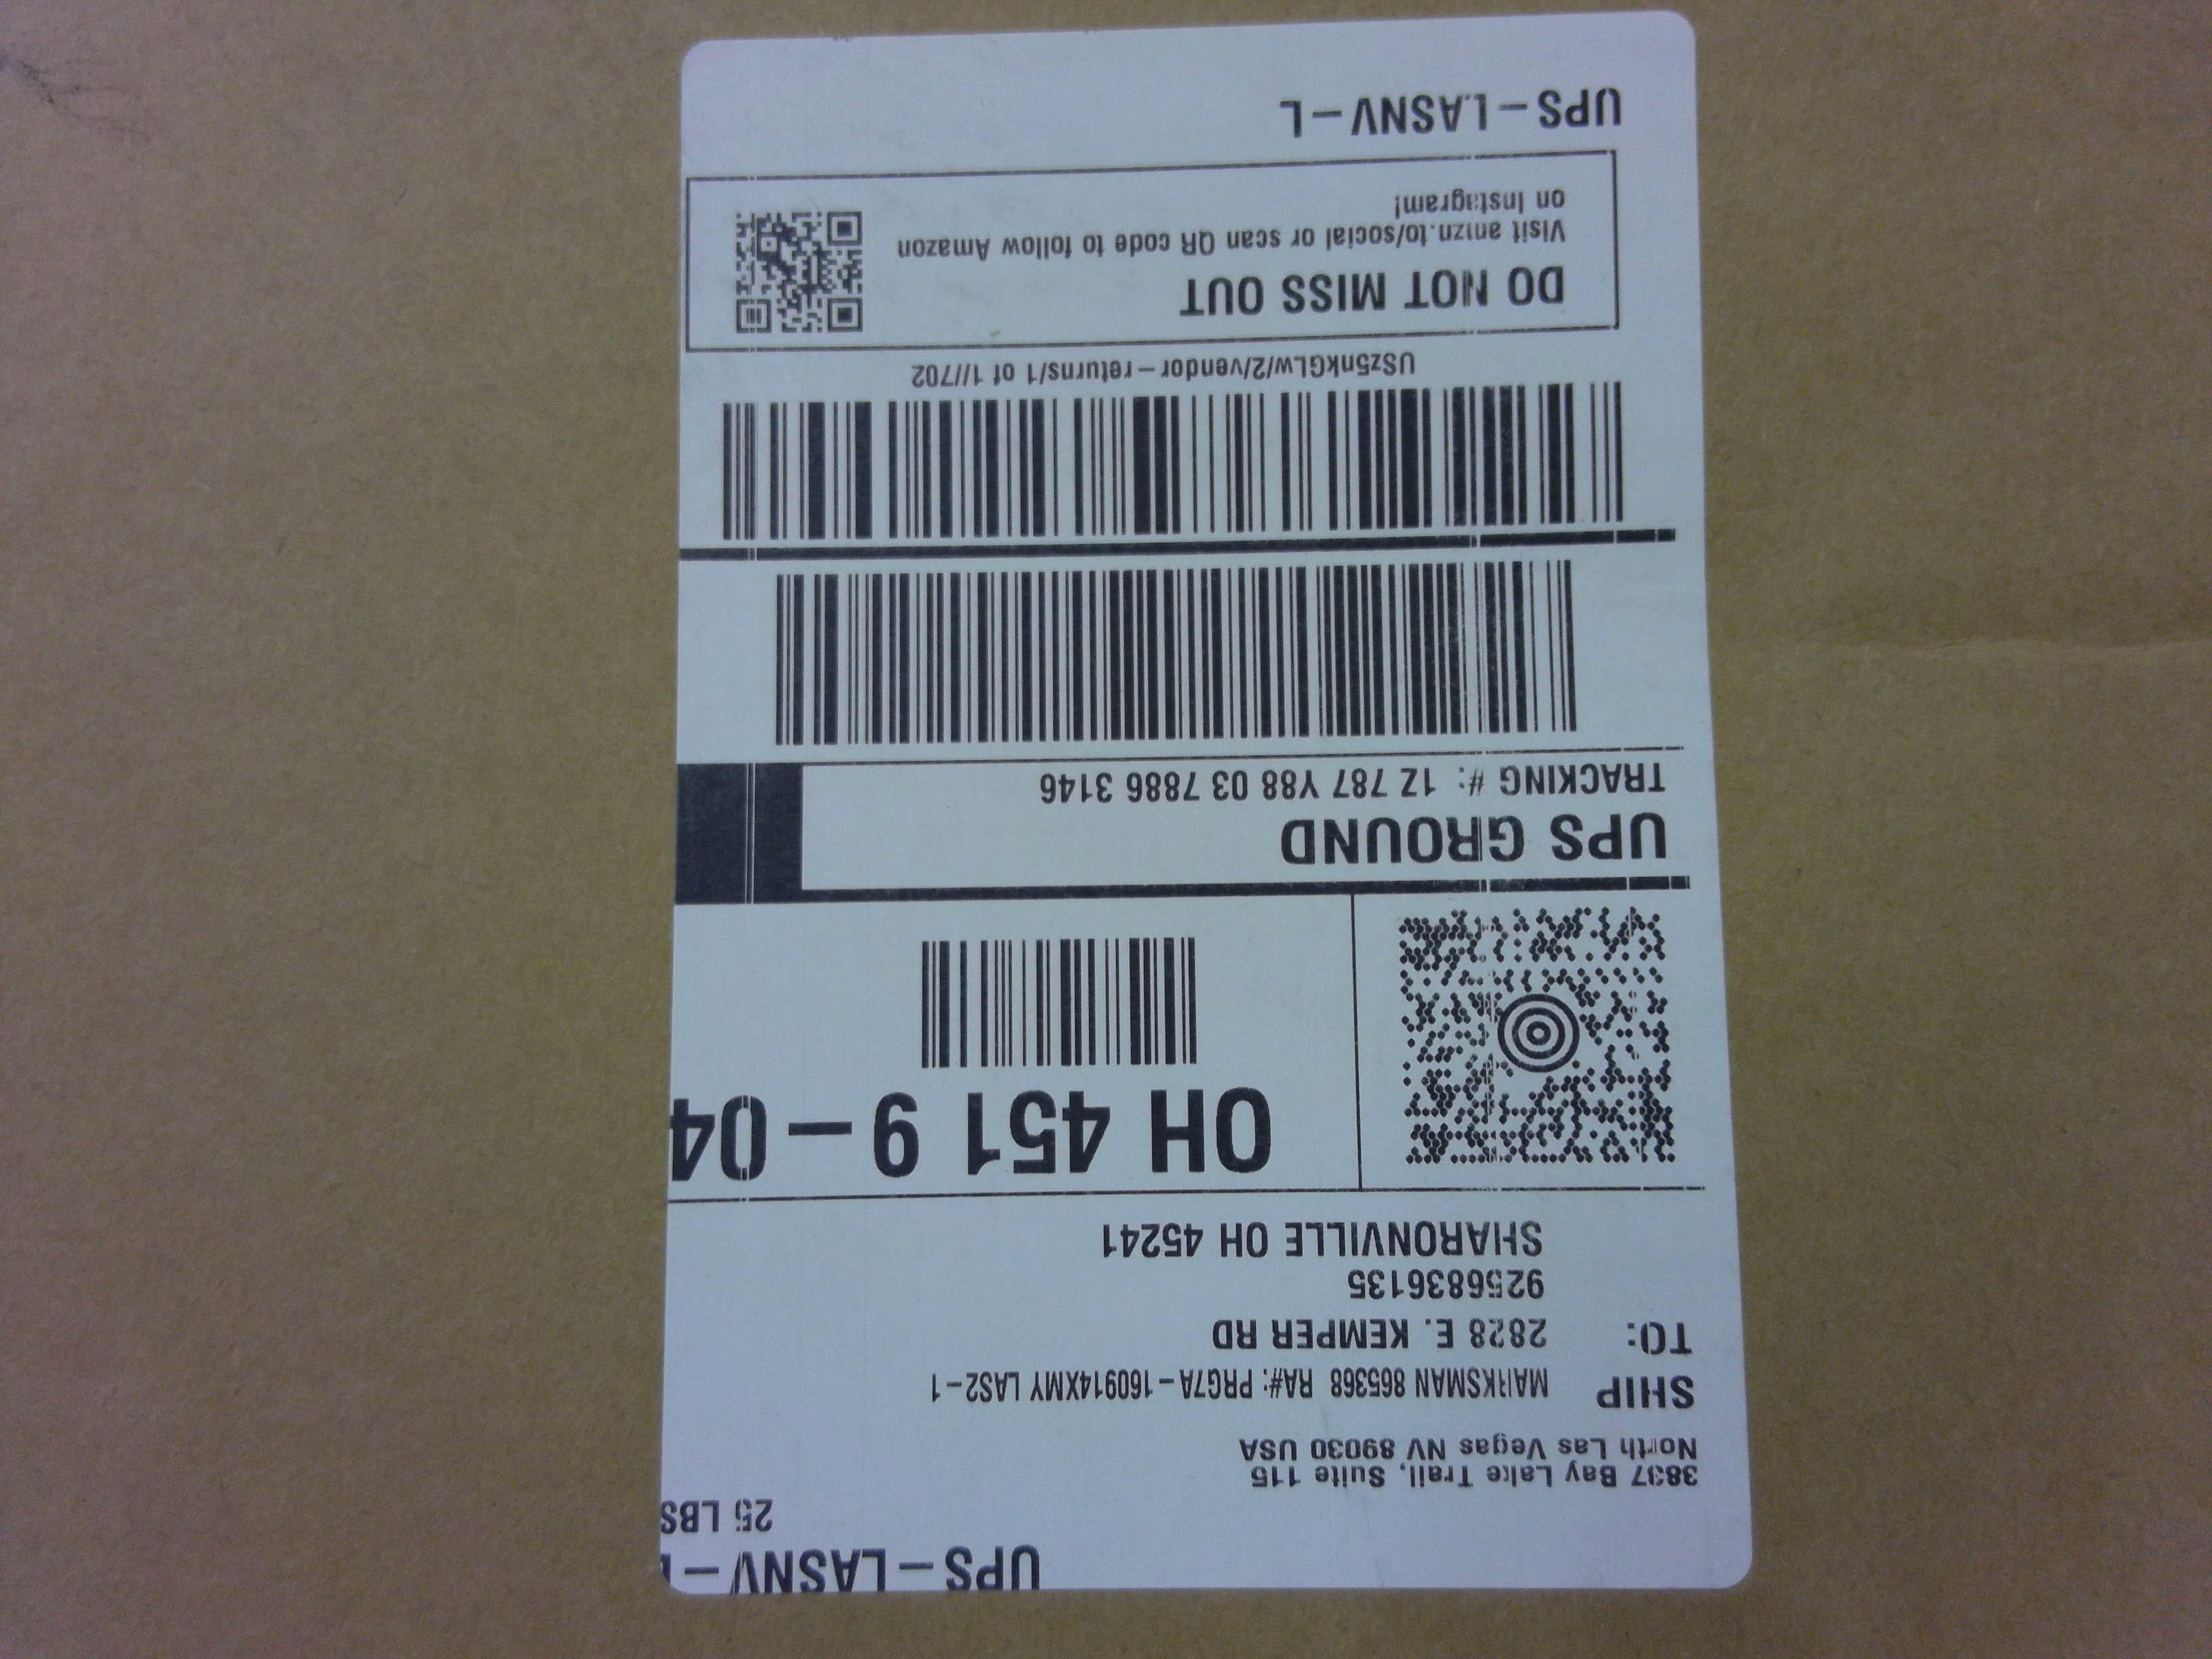 UPS-LASNV-L
25 LBS
3837 Bay Lake Trail, Suite 115
North Las Vegas NV 89030 USA
SHIP TO:
MARKSMAN 865368 RA#: PRG7A-160914XMY LAS2-1
2828 E. KEMPER RD
9256836135
SHARONVILLE OH 45241
OH 451 9-04
UPS GROUND
TRACKING #: 1Z 787 Y88 03 7886 3146
USz5nkGLw/2/vendor-returns/1 of 1//702
DO NOT MISS OUT
Visit amzn.to/social or scan QR code to follow Amazon
on Instagram!
UPS-LASNV-L